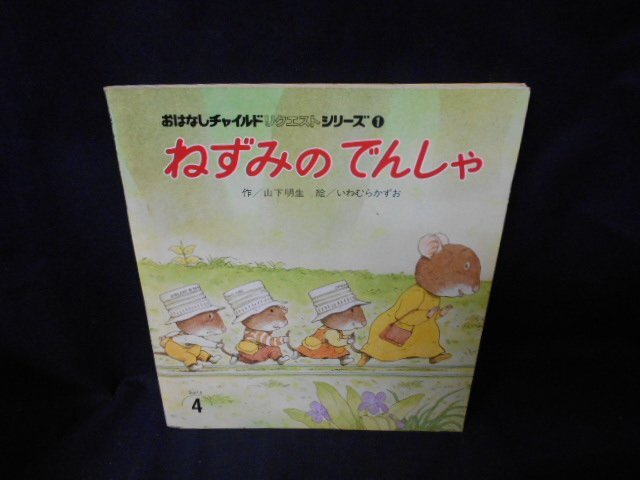 おはなしチャイルドリクエストシリーズ 1
ねずみのでんしゃ
作／山下明生 絵／いわむらかずお
4